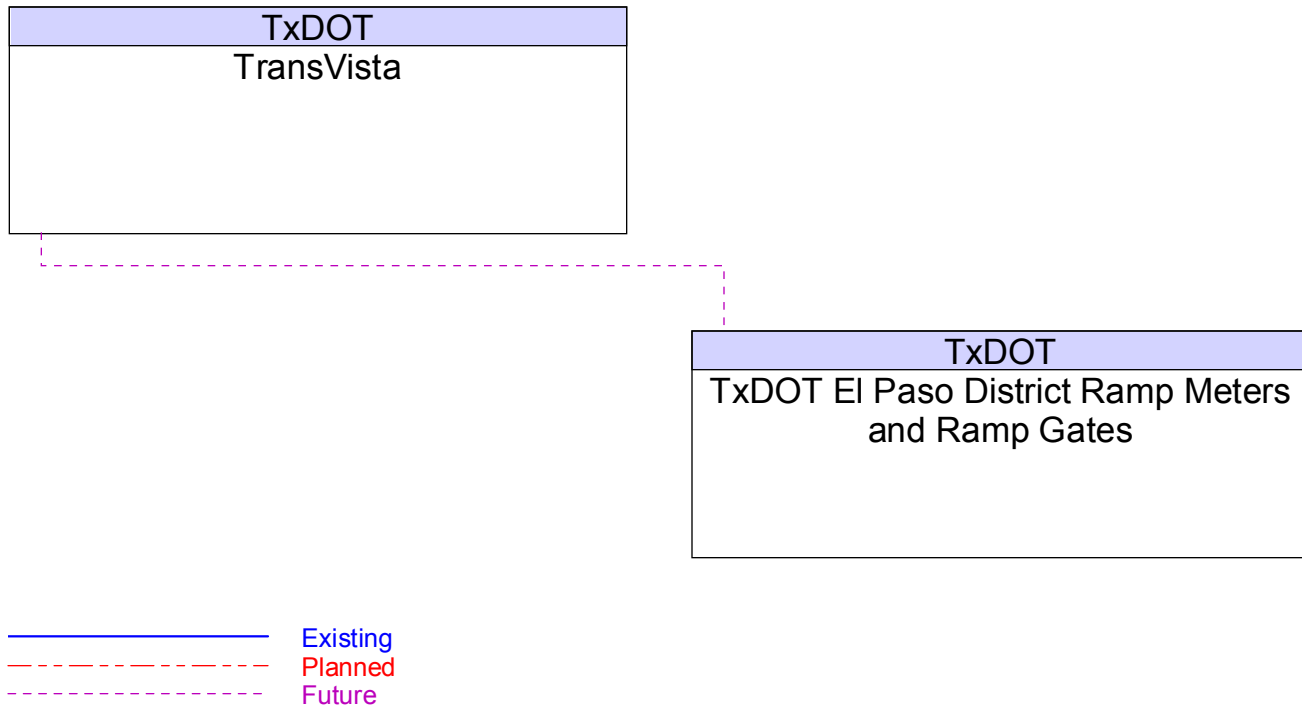 TxDOT
TransVista
TxDOT
TxDOT El Paso District Ramp Meters
and Ramp Gates
Existing
Planned
Future